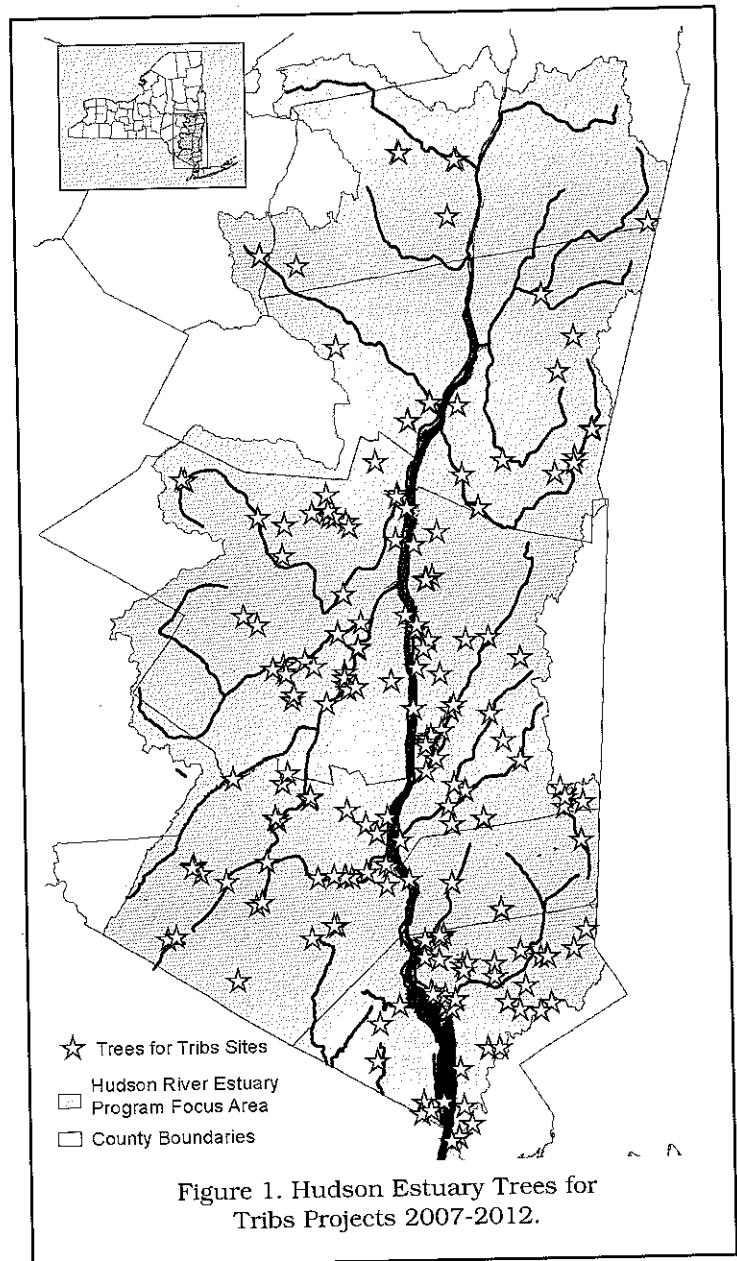 Trees for Tribs Sites
Hudson River Estuary
Program Focus Area
County Boundaries
Figure 1. Hudson Estuary Trees for
Tribs Projects 2007-2012.